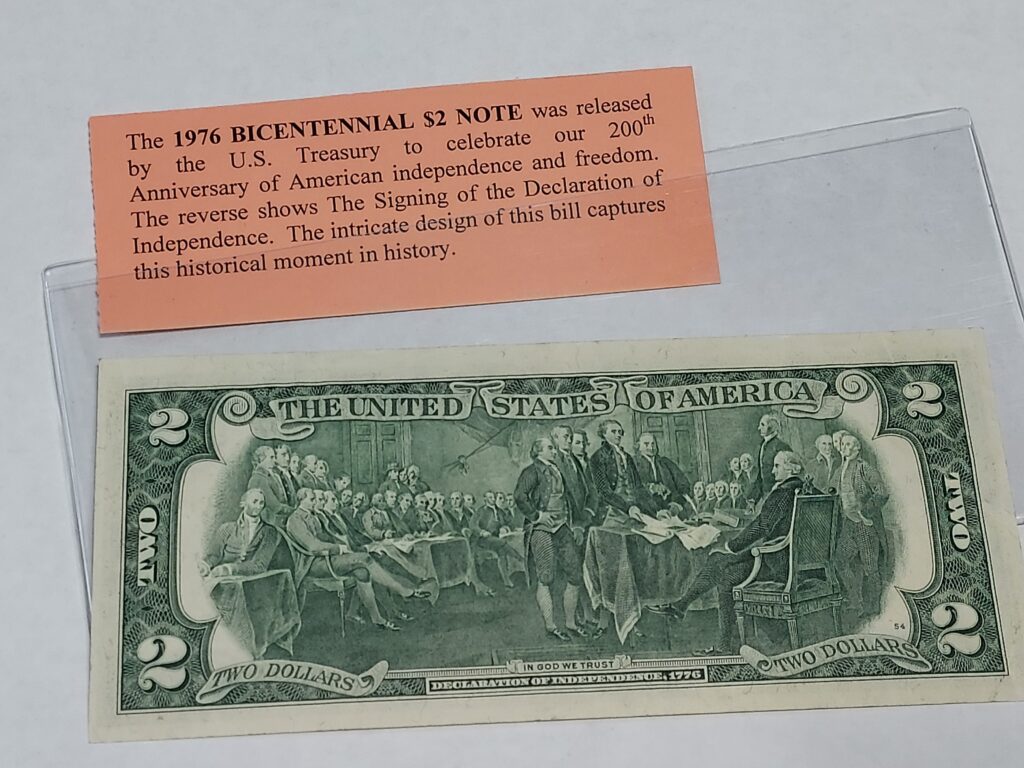 The 1976 BICENTENNIAL $2 NOTE was released
by the U.S. Treasury to celebrate our 200th
Anniversary of American independence and freedom.
The reverse shows The Signing of the Declaration of
Independence. The intricate design of this bill captures
this historical moment in history.
2 THE UNITED STATES OF AMERICA 2
TWO TWO
54
2 TWO DOLLARS IN GOD WE TRUST TWO DOLLARS 2
DECLARATION OF INDEPENDENCE, 1776